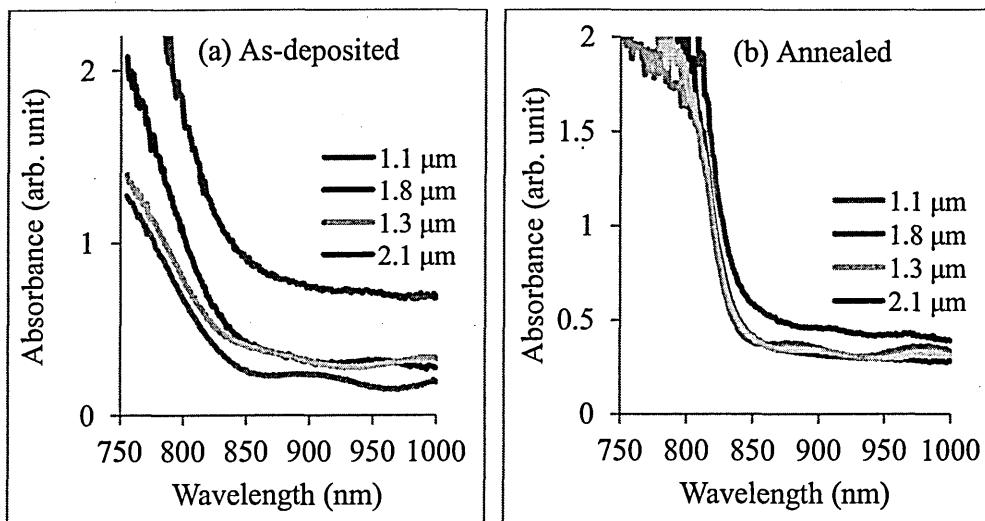 (a) As-deposited
2
1
0
Absorbance (arb. unit)
1.1 μm
1.8 μm
1.3 μm
2.1 μm
750 800 850 900 950 1000
Wavelength (nm)
(b) Annealed
2
1.5
1
0.5
0
Absorbance (arb. unit)
1.1 μm
1.8 μm
1.3 μm
2.1 μm
750 800 850 900 950 1000
Wavelength (nm)